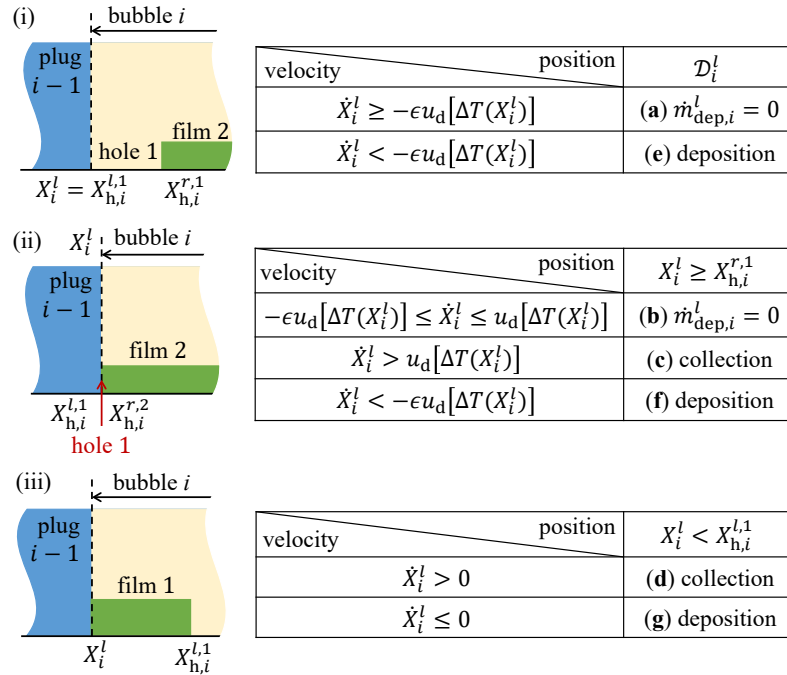 (i)
bubble i
plug
i − 1
film 2
hole 1
X_i^l = X_{h,i}^{l,1}
X_{h,i}^{r,1}
position
velocity
𝒟_i^l
Ẋ_i^l ≥ −ϵu_d[ΔT(X_i^l)]
(a) ṁ_{dep,i}^l = 0
Ẋ_i^l < −ϵu_d[ΔT(X_i^l)]
(e) deposition
(ii)
X_i^l
bubble i
plug
i − 1
film 2
X_{h,i}^{l,1}
X_{h,i}^{r,2}
hole 1
position
velocity
X_i^l ≥ X_{h,i}^{r,1}
−ϵu_d[ΔT(X_i^l)] ≤ Ẋ_i^l ≤ u_d[ΔT(X_i^l)]
(b) ṁ_{dep,i}^l = 0
Ẋ_i^l > u_d[ΔT(X_i^l)]
(c) collection
Ẋ_i^l < −ϵu_d[ΔT(X_i^l)]
(f) deposition
(iii)
bubble i
plug
i − 1
film 1
X_i^l
X_{h,i}^{l,1}
position
velocity
X_i^l < X_{h,i}^{l,1}
Ẋ_i^l > 0
(d) collection
Ẋ_i^l ≤ 0
(g) deposition